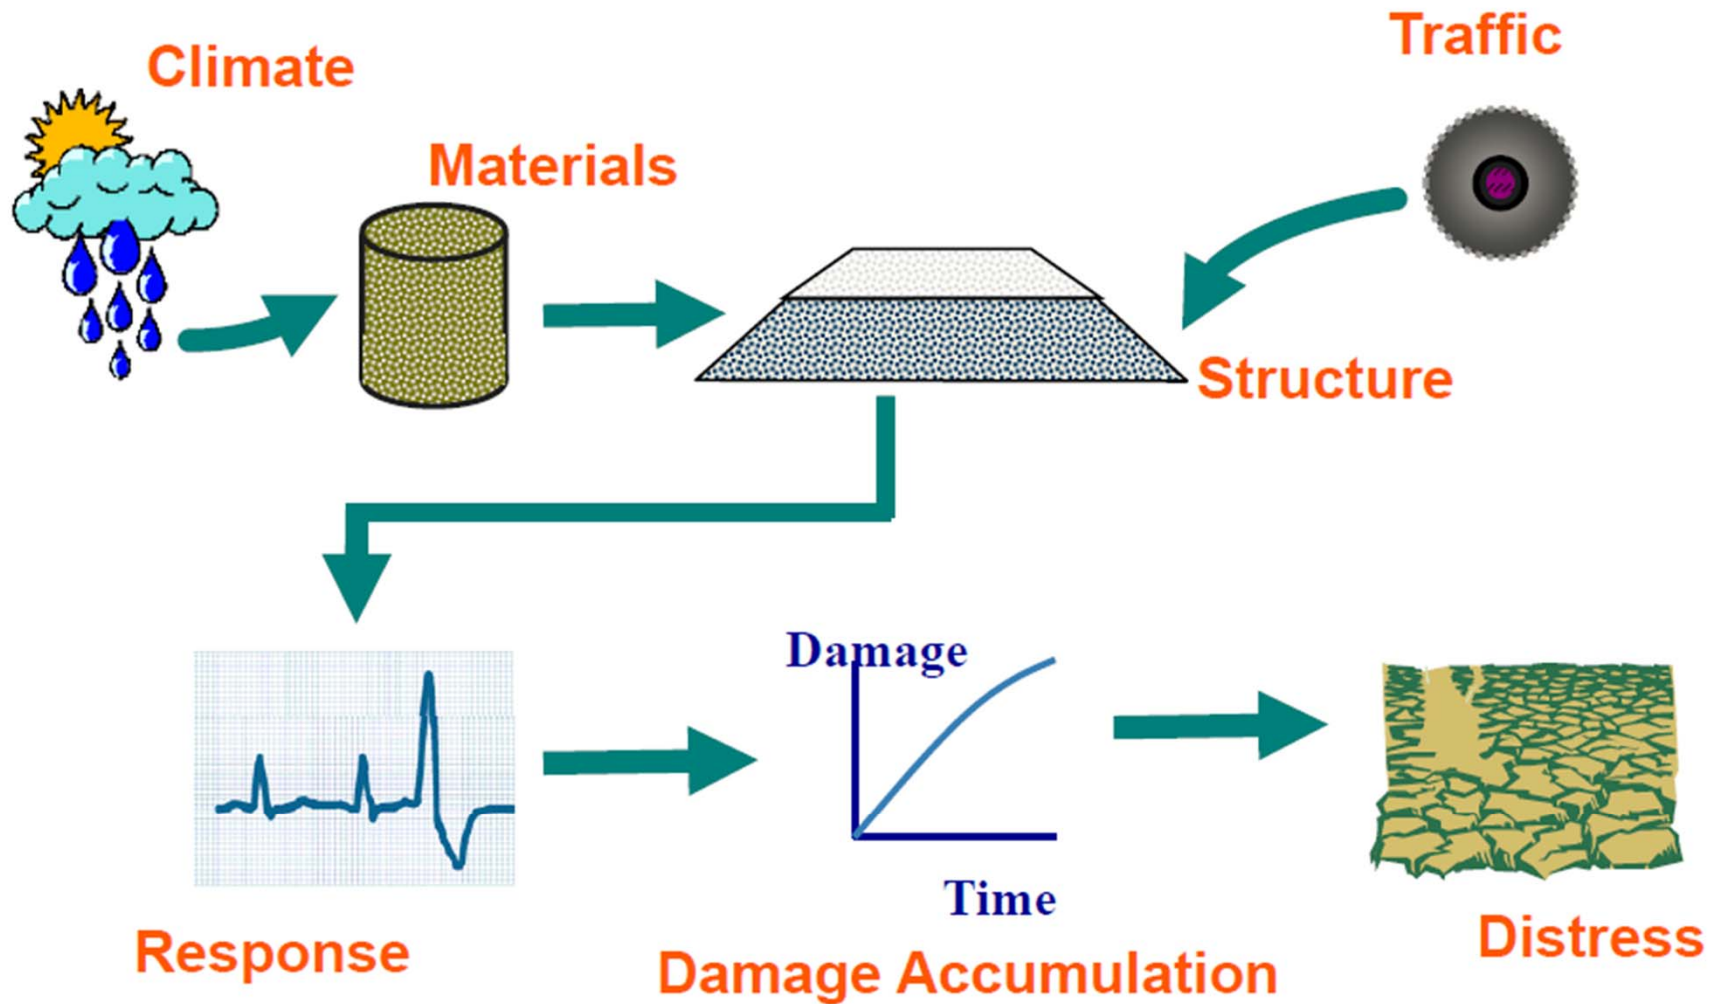 Climate
Materials
Traffic
Structure
Damage
Time
Response
Damage Accumulation
Distress